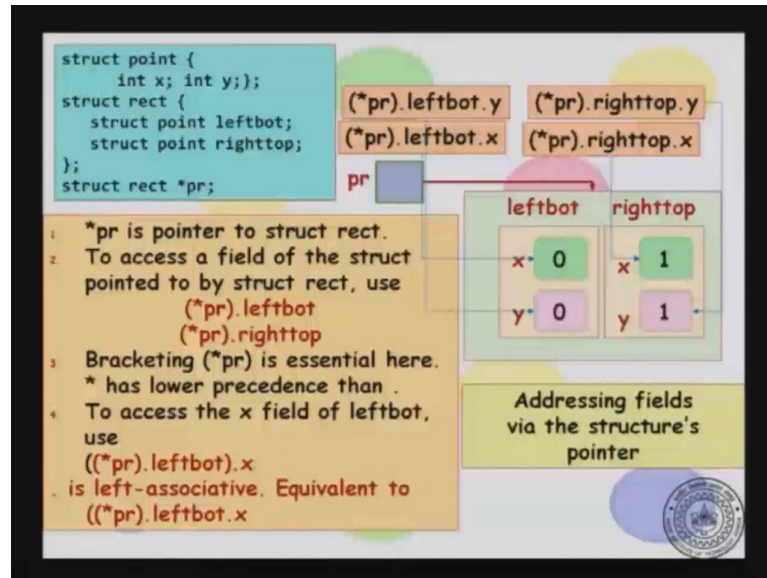 struct point {
int x; int y;};
struct rect {
struct point leftbot;
struct point righttop;
};
struct rect *pr;
(*pr).leftbot.y
(*pr).righttop.y
(*pr).leftbot.x
(*pr).righttop.x
pr
leftbot righttop
x 0 x 1
y 0 y 1
1. *pr is pointer to struct rect.
2. To access a field of the struct
pointed to by struct rect, use
(*pr).leftbot
(*pr).righttop
3. Bracketing (*pr) is essential here.
* has lower precedence than .
4. To access the x field of leftbot,
use
((*pr).leftbot).x
. is left-associative. Equivalent to
((*pr).leftbot.x
Addressing fields
via the structure's
pointer